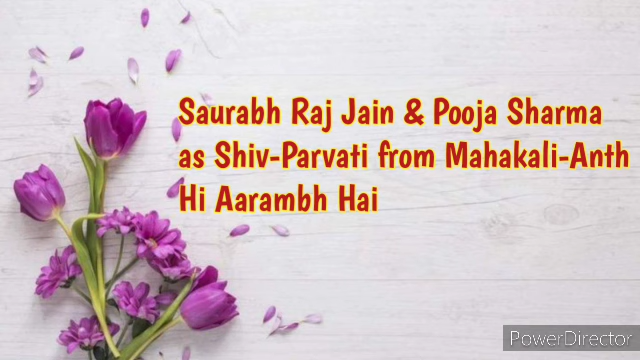 Saurabh Raj Jain & Pooja Sharma
as Shiv-Parvati from Mahakali-Anth
Hi Aarambh Hai
PowerDirector